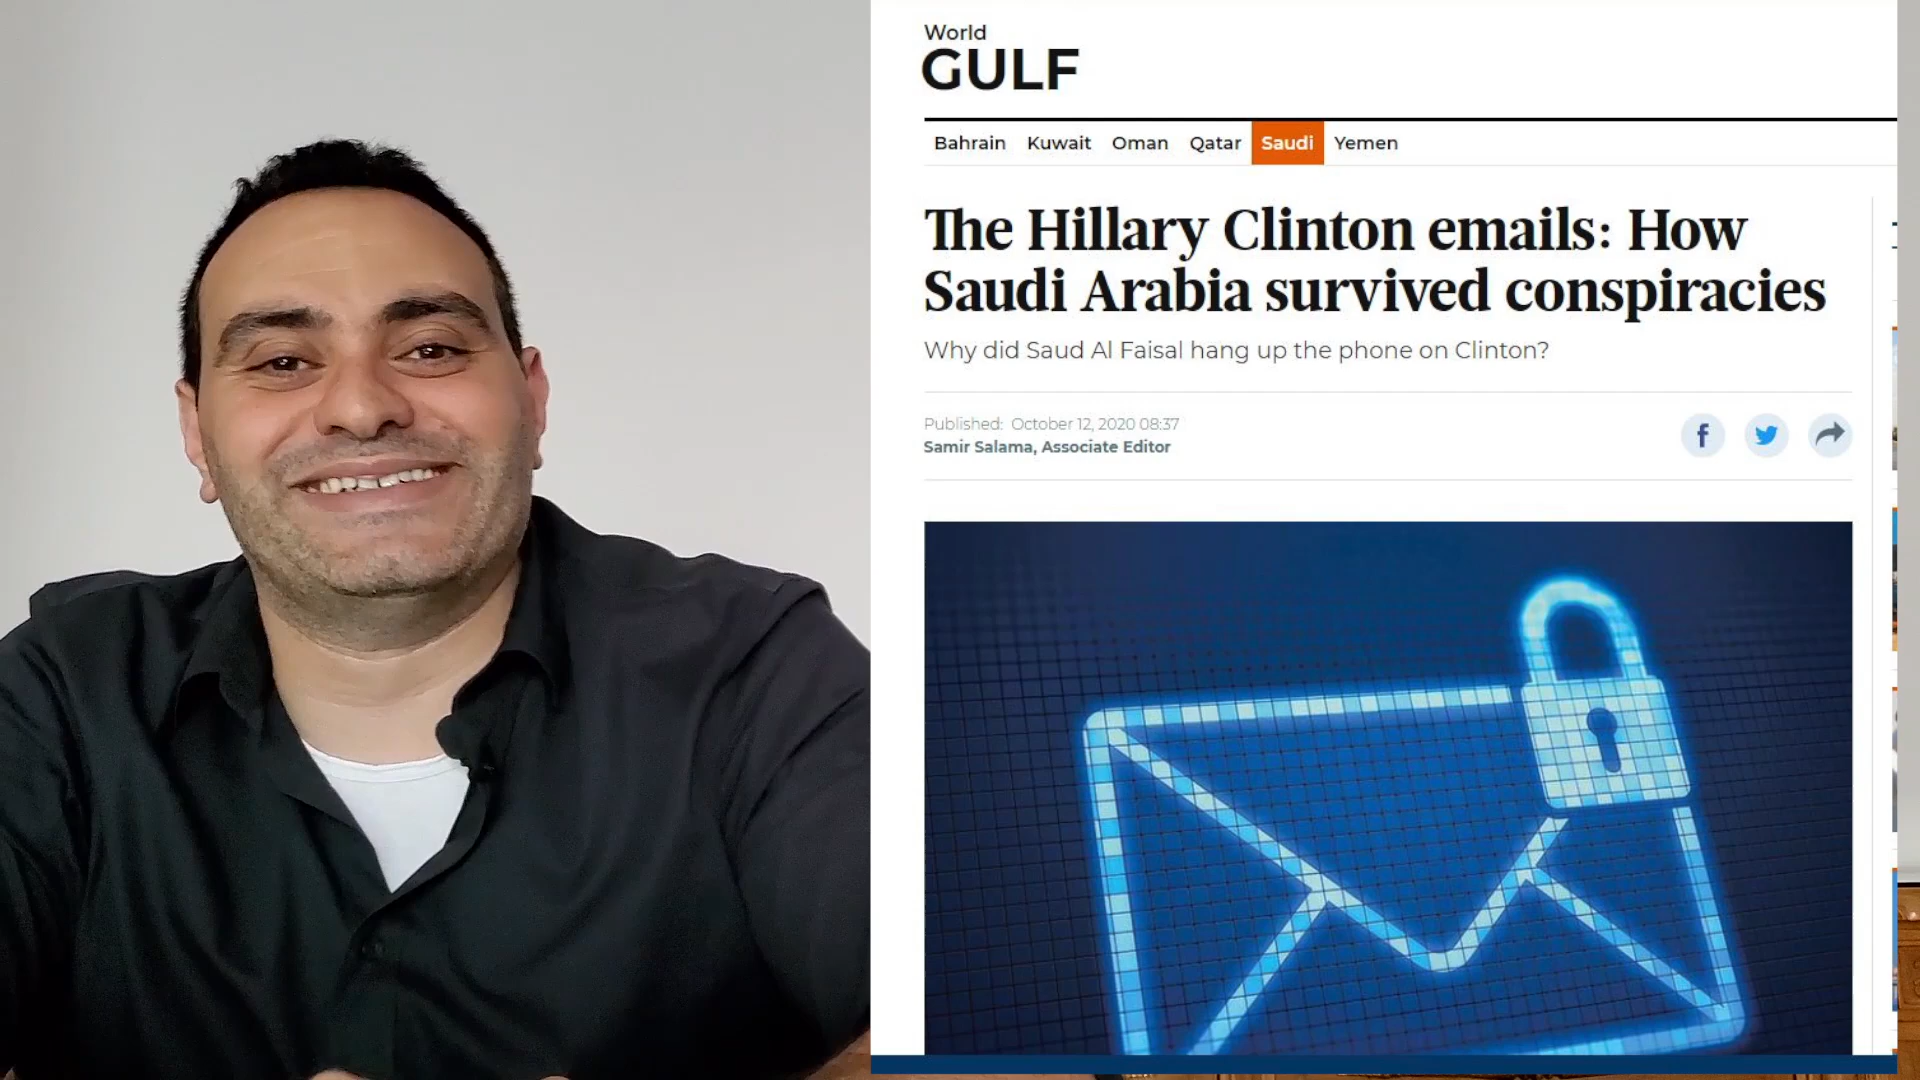 World
GULF
Bahrain Kuwait Oman Qatar Saudi Yemen
The Hillary Clinton emails: How
Saudi Arabia survived conspiracies
Why did Saud Al Faisal hang up the phone on Clinton?
Published: October 12, 2020 08:37
Samir Salama, Associate Editor